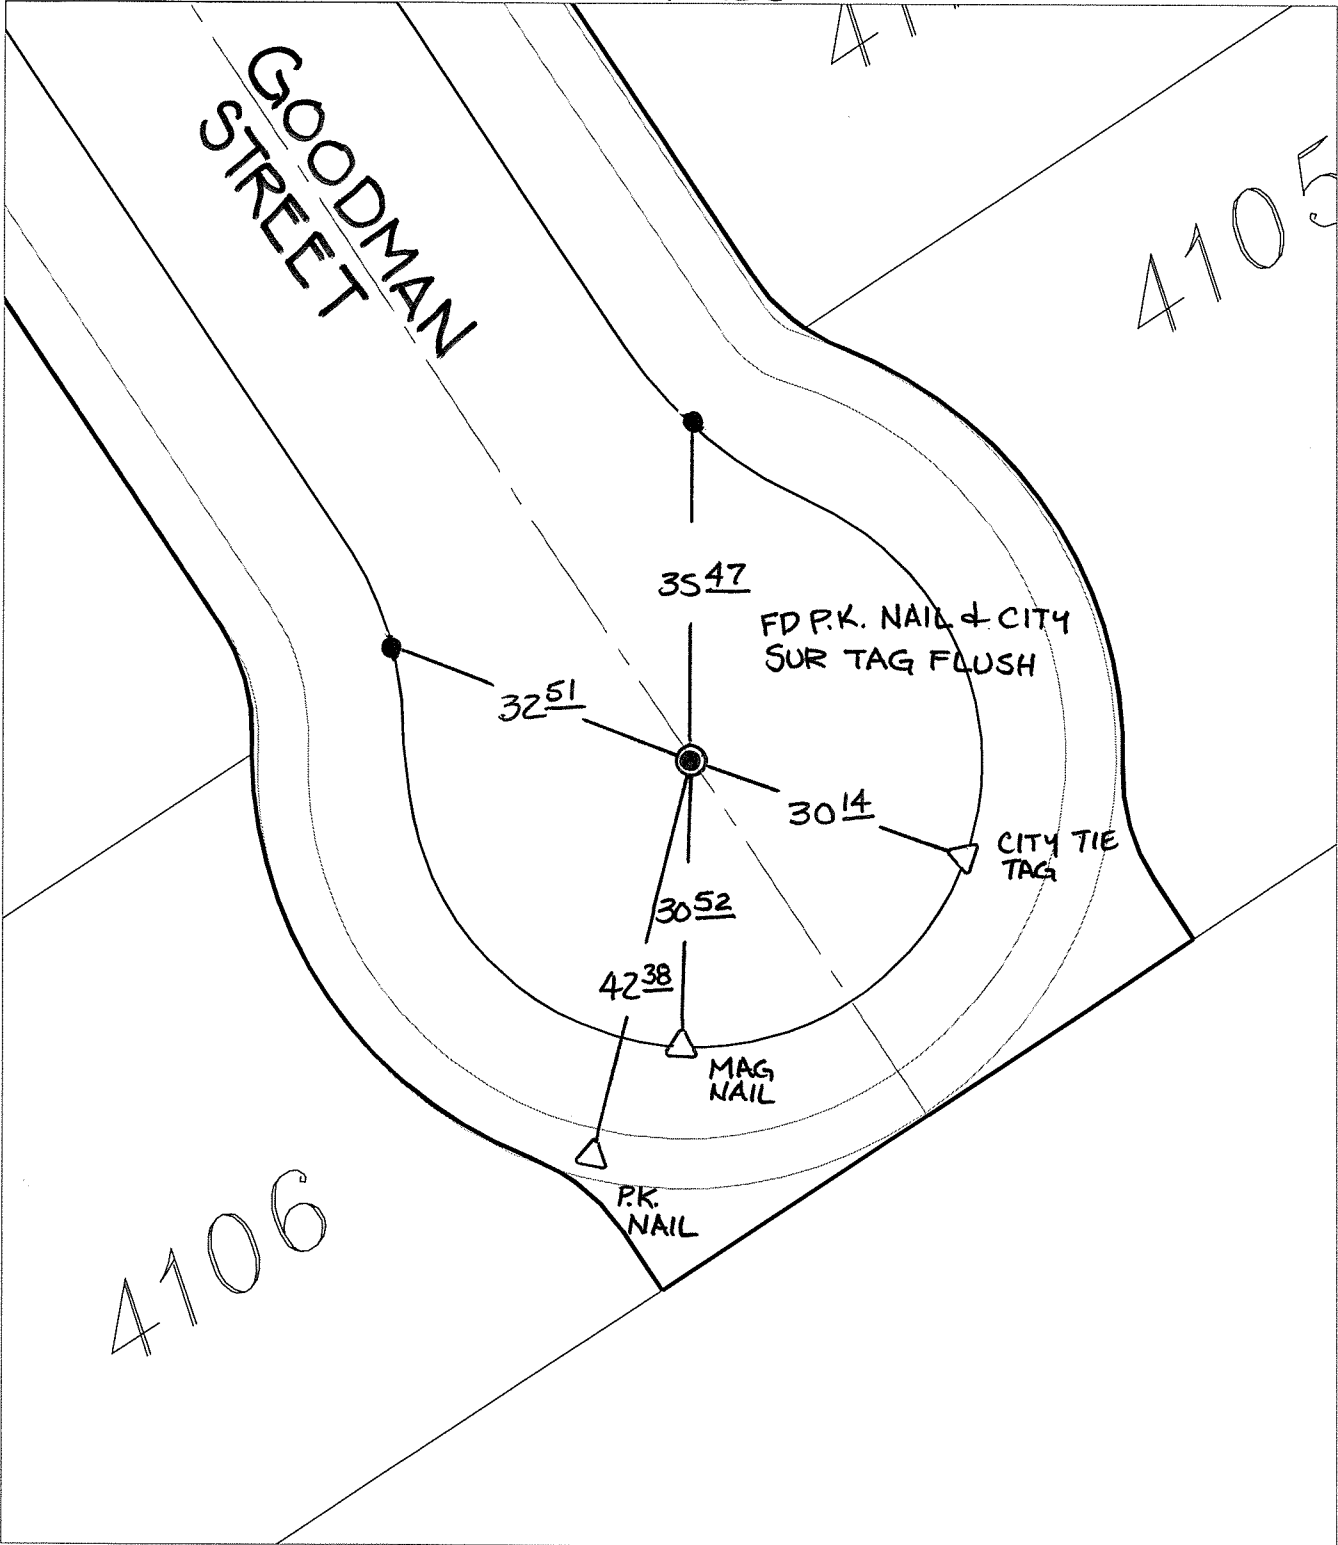 GOODMAN
STREET
4105
35 47
FD P.K. NAIL & CITY
SUR TAG FLUSH
32 51
30 14
CITY TIE
TAG
30 52
42 38
MAG
NAIL
P.K.
NAIL
4106